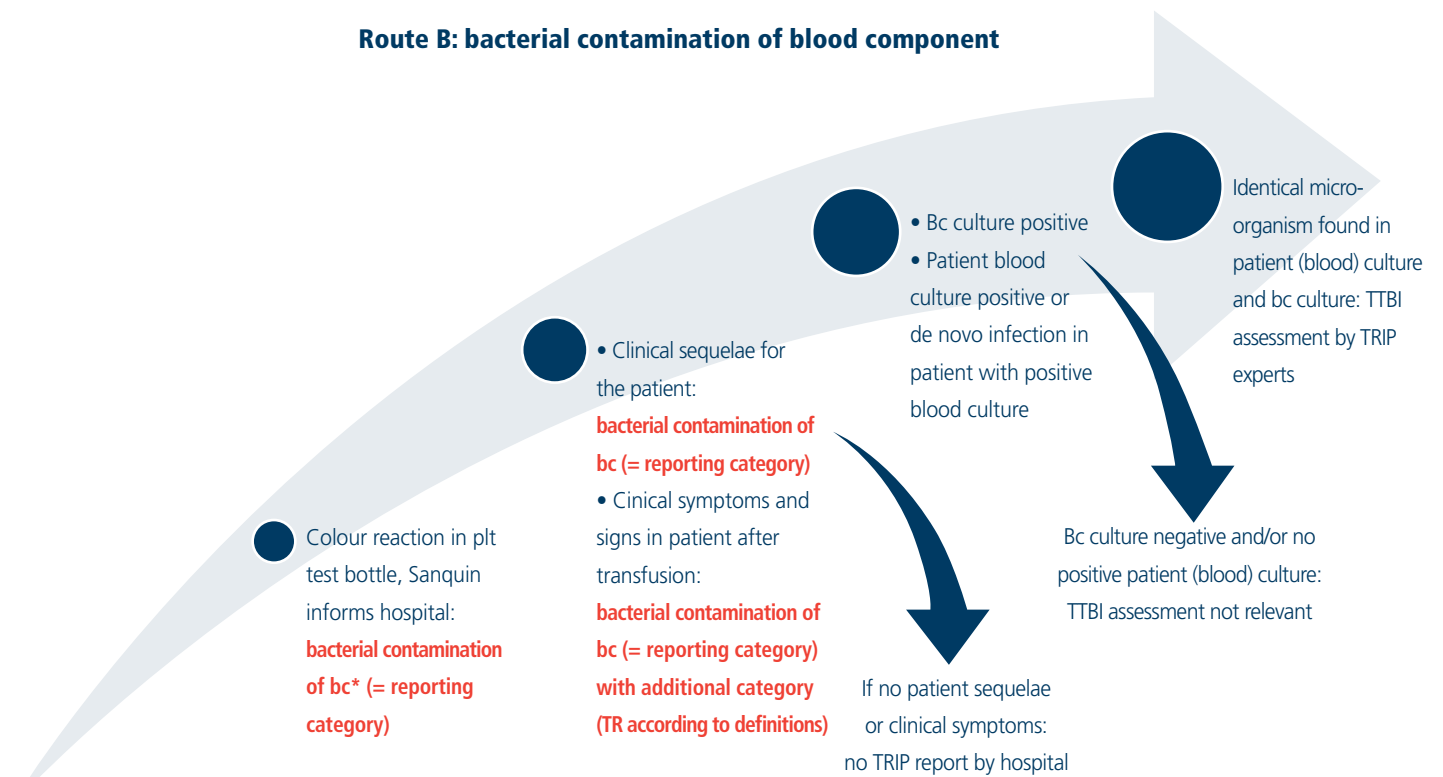 Route B: bacterial contamination of blood component
Colour reaction in plt
test bottle, Sanquin
informs hospital:
bacterial contamination
of bc* (= reporting
category)
• Clinical sequelae for
the patient:
bacterial contamination of
bc (= reporting category)
• Cinical symptoms and
signs in patient after
transfusion:
bacterial contamination of
bc (= reporting category)
with additional category
(TR according to definitions)
If no patient sequelae
or clinical symptoms:
no TRIP report by hospital
• Bc culture positive
• Patient blood
culture positive or
de novo infection in
patient with positive
blood culture
Bc culture negative and/or no
positive patient (blood) culture:
TTBI assessment not relevant
Identical micro-
organism found in
patient (blood) culture
and bc culture: TTBI
assessment by TRIP
experts